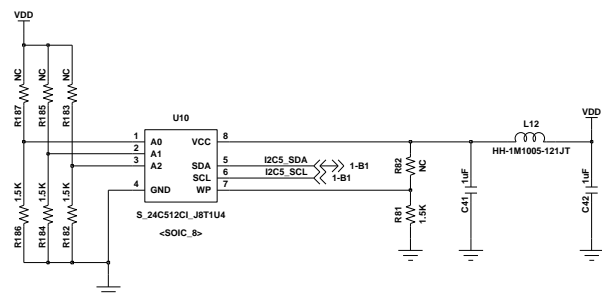 VDD
NC
NC
NC
R187
R185
R183
1.5K
1.5K
1.5K
R186
R184
R182
U10
1 A0 VCC 8
2 A1
3 A2 SDA 5 I2C5_SDA 1-B1
SCL 6 I2C5_SCL 1-B1
4 GND WP 7
S_24C512CI_J8T1U4
<SOIC_8>
R82
NC
R81
1.5K
L12
HH-1M1005-121JT
VDD
C41
1uF
C42
1uF